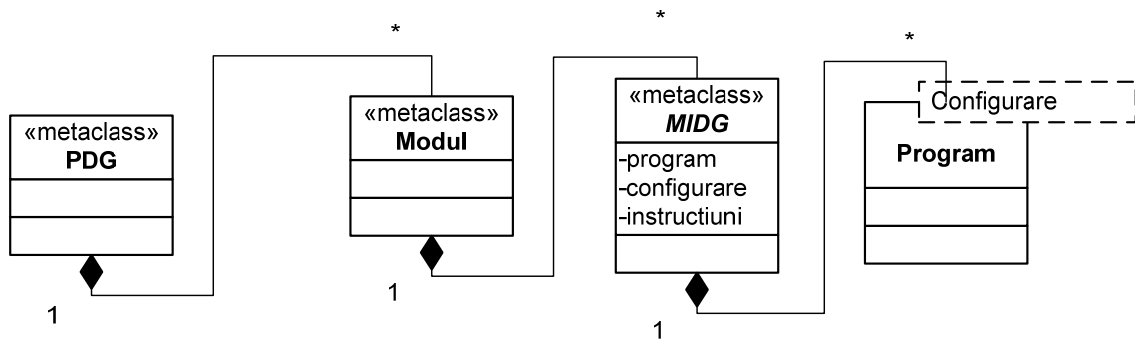 *
*
*
«metaclass»
PDG
1
«metaclass»
Modul
1
«metaclass»
MIDG
-program
-configurare
-instructiuni
1
Configurare
Program